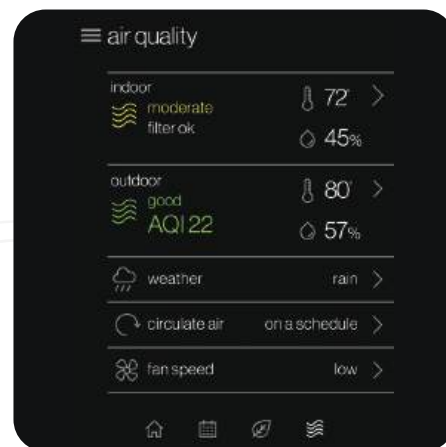 air quality
indoor
moderate
filter ok
72°
45%
outdoor
good
AQI 22
80°
57%
weather rain
circulate air on a schedule
fan speed low